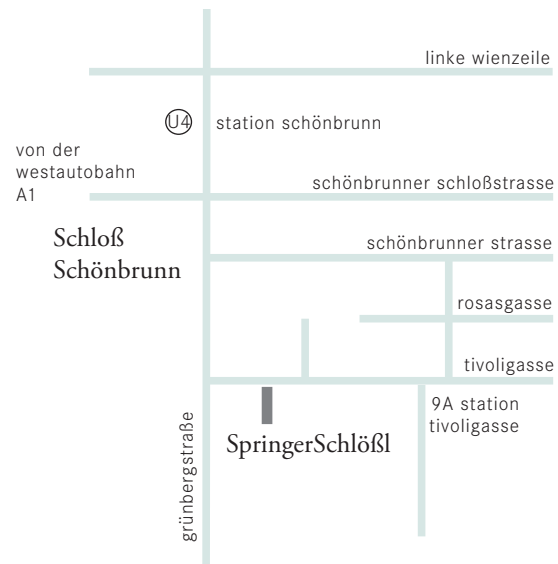 linke wienzeile
U4
station schönbrunn
von der
westautobahn
A1
schönbrunner schloßstrasse
Schloß
Schönbrunn
schönbrunner strasse
rosasgasse
tivoligasse
9A station
tivoligasse
SpringerSchlößl
grünbergstraße